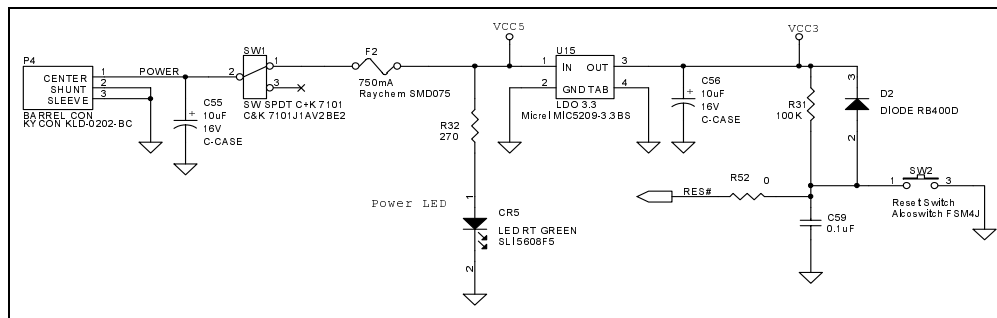 VCC5
VCC3
P4
CENTER 1
SHUNT 2
SLEEVE 3
BARREL CON
KYCON KLD-0202-BC
POWER
C55
10uF
16V
C-CASE
SW1
2
1
3
SW SPDT C+K 7101
C&K 7101J1AV2BE2
F2
750mA
Raychem SMD075
R32
270
Power LED
1
CR5
LED RT GREEN
SLI5608F5
2
U15
1 IN OUT 3
2 GND TAB 4
LDO 3.3
Micrel MIC5209-3.3BS
C56
10uF
16V
C-CASE
R31
100K
3
D2
DIODE RB400D
2
RES#
R52 0
C59
0.1uF
SW2
1 3
Reset Switch
Alcoswitch FSM4J